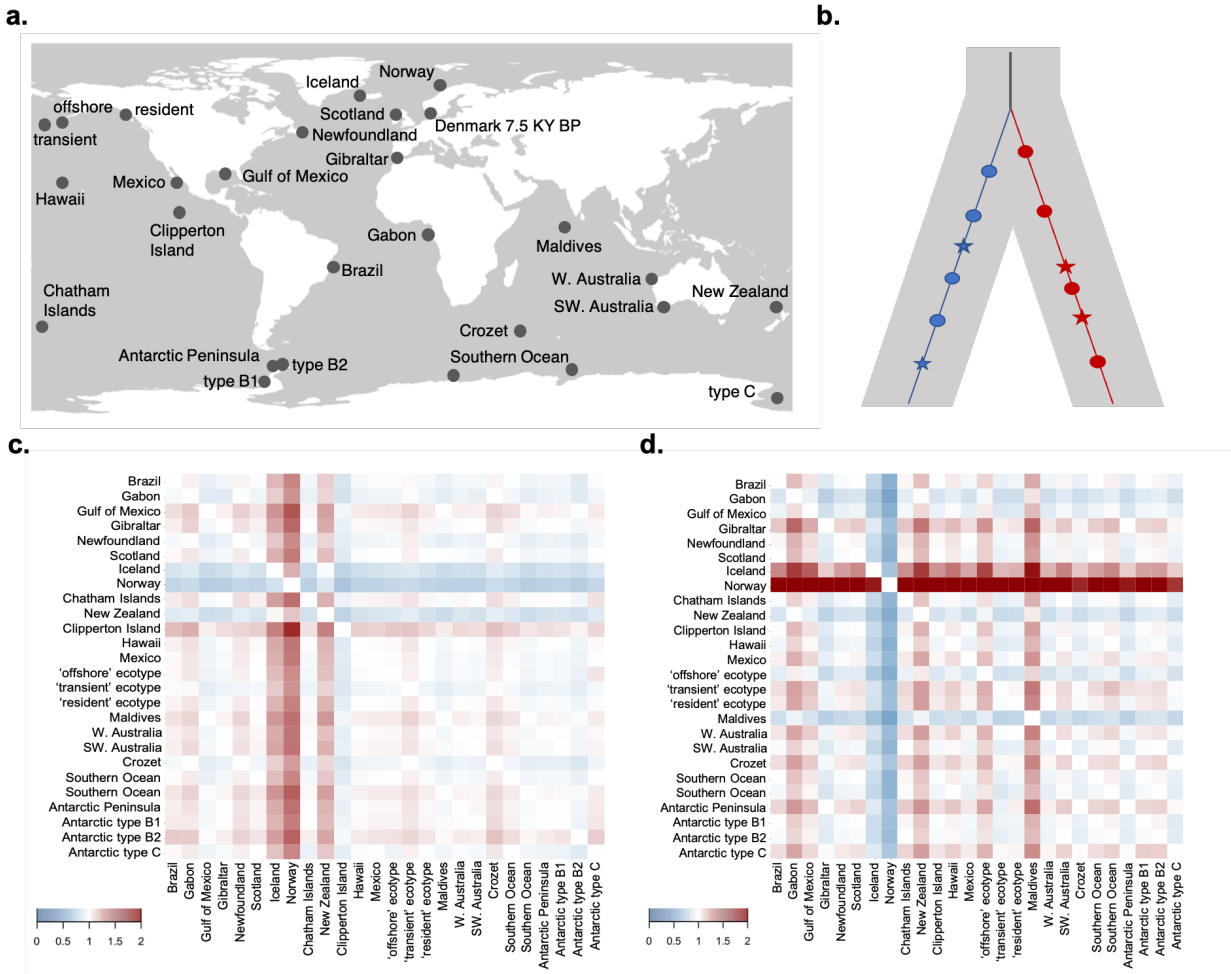 a.
b.
Norway
Iceland
offshore
resident
Scotland
transient
Newfoundland
Denmark 7.5 KY BP
Gibraltar
Mexico
Gulf of Mexico
Hawaii
Clipperton
Island
Gabon
Maldives
Brazil
W. Australia
Chatham
Islands
New Zealand
SW. Australia
Crozet
Antarctic Peninsula
Southern Ocean
type B2
type B1
type C
c.
d.
Brazil
Gabon
Gulf of Mexico
Gibraltar
Newfoundland
Scotland
Iceland
Norway
Chatham Islands
New Zealand
Clipperton Island
Hawaii
Mexico
‘offshore’ ecotype
‘transient’ ecotype
‘resident’ ecotype
Maldives
W. Australia
SW. Australia
Crozet
Southern Ocean
Southern Ocean
Antarctic Peninsula
Antarctic type B1
Antarctic type B2
Antarctic type C
Brazil
Gabon
Gulf of Mexico
Gibraltar
Newfoundland
Scotland
Iceland
Norway
Chatham Islands
New Zealand
Clipperton Island
Hawaii
Mexico
‘offshore’ ecotype
‘transient’ ecotype
‘resident’ ecotype
Maldives
W. Australia
SW. Australia
Crozet
Southern Ocean
Southern Ocean
Antarctic Peninsula
Antarctic type B1
Antarctic type B2
Antarctic type C
0 0.5 1 1.5 2
Brazil
Gabon
Gulf of Mexico
Gibraltar
Newfoundland
Scotland
Iceland
Norway
Chatham Islands
New Zealand
Clipperton Island
Hawaii
Mexico
‘offshore’ ecotype
‘transient’ ecotype
‘resident’ ecotype
Maldives
W. Australia
SW. Australia
Crozet
Southern Ocean
Southern Ocean
Antarctic Peninsula
Antarctic type B1
Antarctic type B2
Antarctic type C
Brazil
Gabon
Gulf of Mexico
Gibraltar
Newfoundland
Scotland
Iceland
Norway
Chatham Islands
New Zealand
Clipperton Island
Hawaii
Mexico
‘offshore’ ecotype
‘transient’ ecotype
‘resident’ ecotype
Maldives
W. Australia
SW. Australia
Crozet
Southern Ocean
Southern Ocean
Antarctic Peninsula
Antarctic type B1
Antarctic type B2
Antarctic type C
0 0.5 1 1.5 2